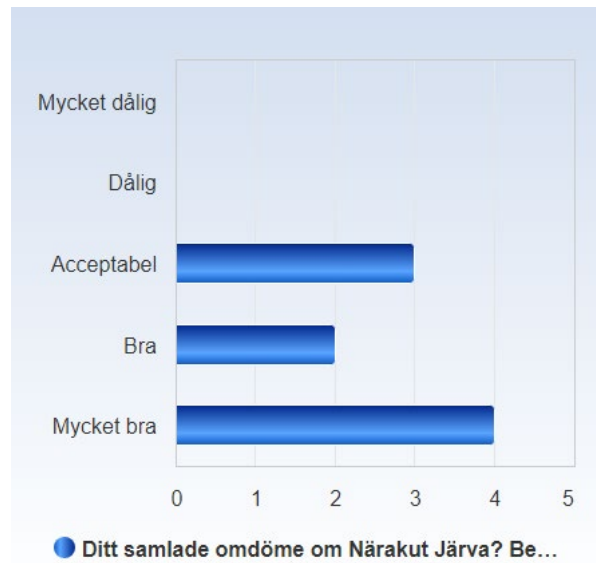 Mycket dålig
Dålig
Acceptabel
Bra
Mycket bra
0 1 2 3 4 5
Ditt samlade omdöme om Närakut Järva? Be...